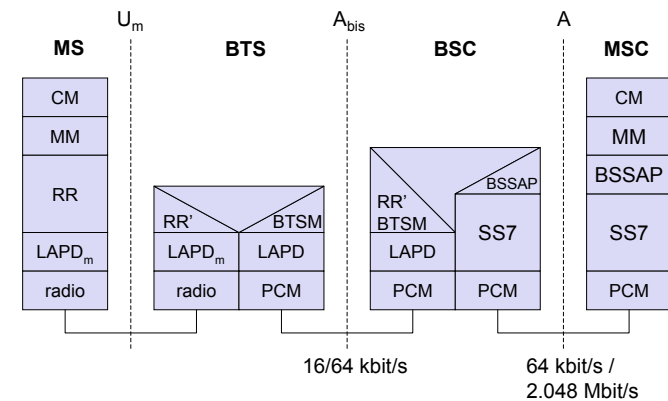 Um Abis A
MS BTS BSC MSC
CM CM
MM MM
BSSAP BSSAP
RR RR' BTSM RR' SS7 SS7
BTSM
LAPDm LAPDm LAPD LAPD
radio radio PCM PCM PCM PCM
16/64 kbit/s 64 kbit/s /
2.048 Mbit/s